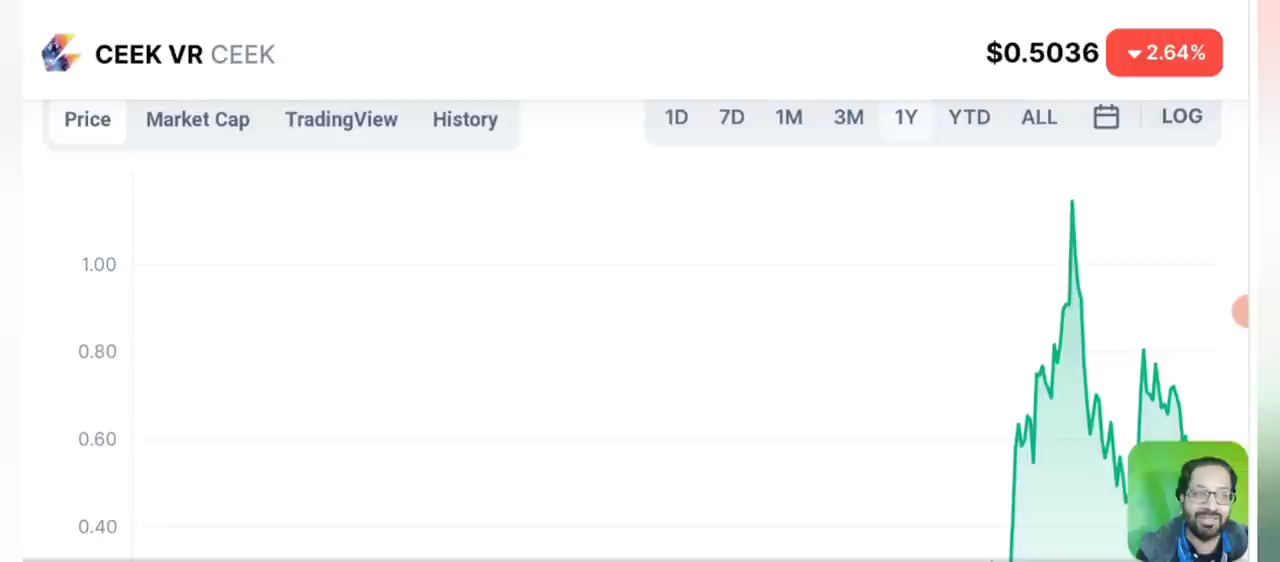 CEEK VR CEEK
$0.5036 2.64%
Price Market Cap TradingView History
1D 7D 1M 3M 1Y YTD ALL LOG
1.00
0.80
0.60
0.40